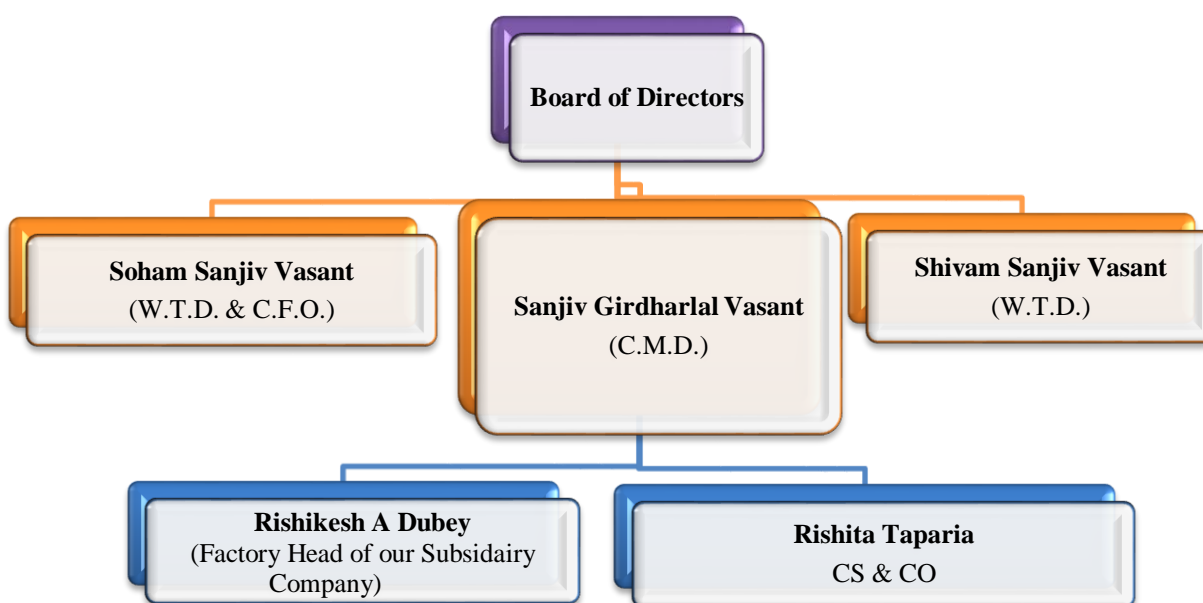 Board of Directors
Soham Sanjiv Vasant
(W.T.D. & C.F.O.)
Sanjiv Girdharlal Vasant
(C.M.D.)
Shivam Sanjiv Vasant
(W.T.D.)
Rishikesh A Dubey
(Factory Head of our Subsidairy
Company)
Rishita Taparia
CS & CO